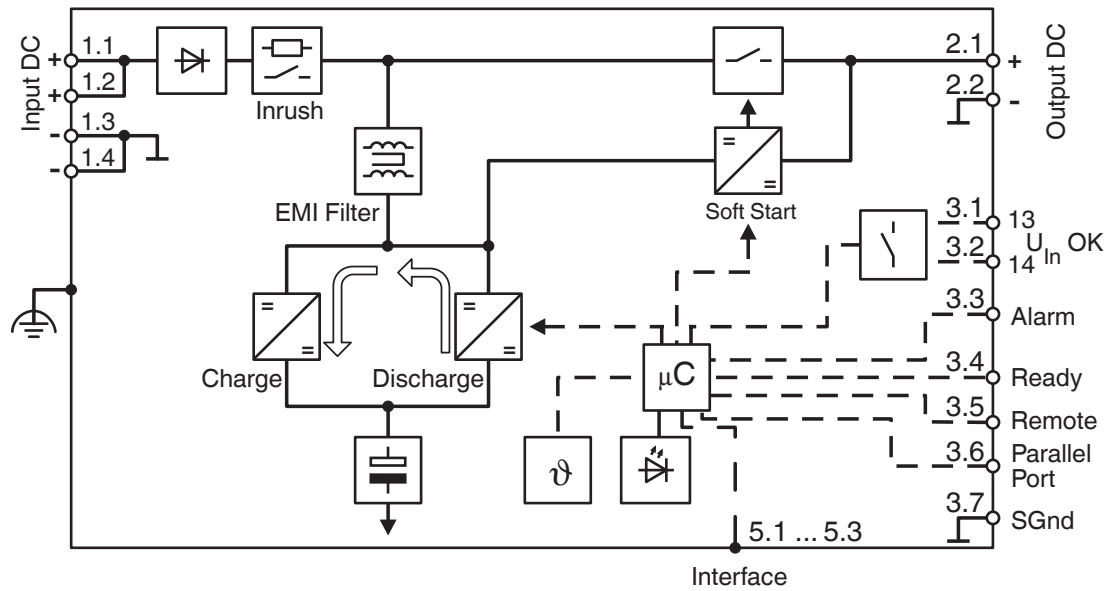 Input DC
+ 1.1
+ 1.2
- 1.3
- 1.4
Inrush
EMI Filter
Charge
Discharge
=
=
=
=
=
=
Soft Start
2.1 +
2.2 -
Output DC
3.1 13
3.2 14
UIn OK
3.3 Alarm
3.4 Ready
3.5 Remote
3.6 Parallel
Port
3.7 SGnd
μC
ϑ
5.1 ... 5.3
Interface